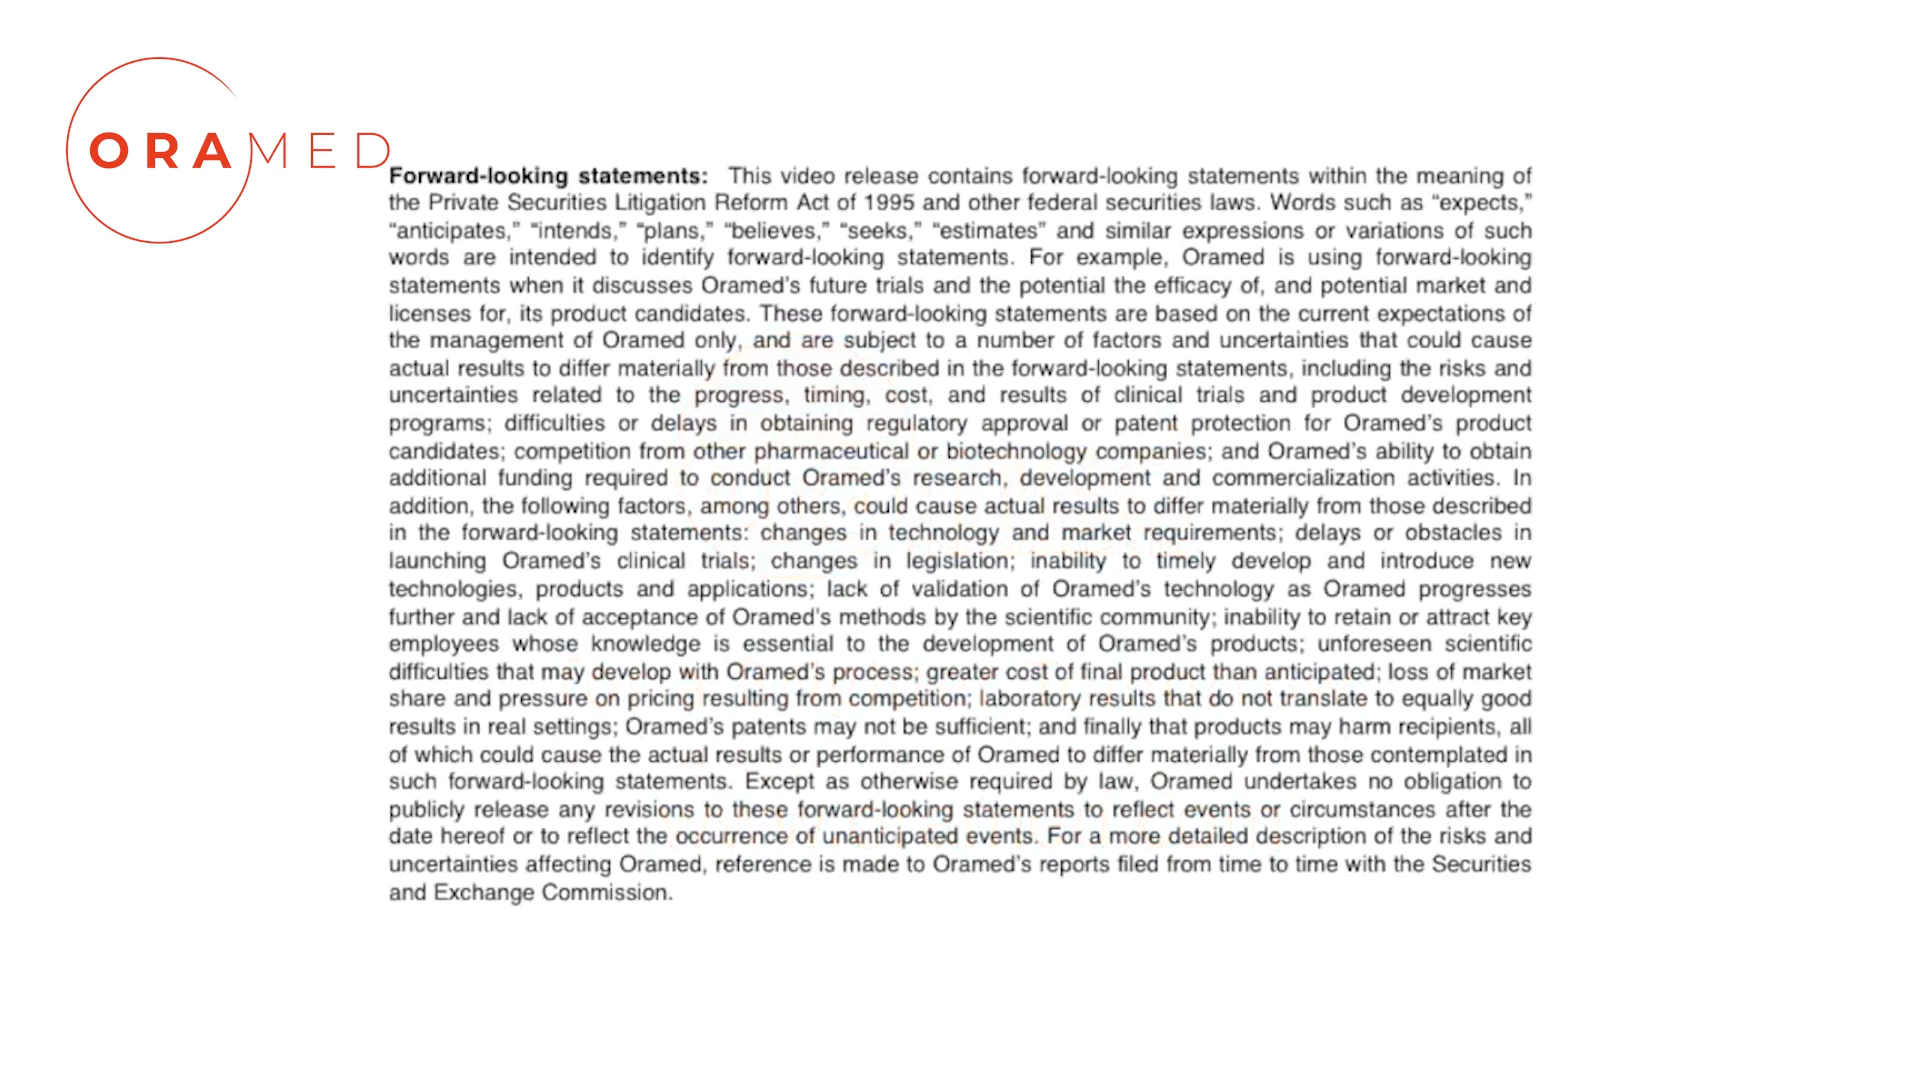 ORAMED
Forward-looking statements: This video release contains forward-looking statements within the meaning of
the Private Securities Litigation Reform Act of 1995 and other federal securities laws. Words such as “expects,”
“anticipates,” “intends,” “plans,” “believes,” “seeks,” “estimates” and similar expressions or variations of such
words are intended to identify forward-looking statements. For example, Oramed is using forward-looking
statements when it discusses Oramed’s future trials and the potential the efficacy of, and potential market and
licenses for, its product candidates. These forward-looking statements are based on the current expectations of
the management of Oramed only, and are subject to a number of factors and uncertainties that could cause
actual results to differ materially from those described in the forward-looking statements, including the risks and
uncertainties related to the progress, timing, cost, and results of clinical trials and product development
programs; difficulties or delays in obtaining regulatory approval or patent protection for Oramed’s product
candidates; competition from other pharmaceutical or biotechnology companies; and Oramed’s ability to obtain
additional funding required to conduct Oramed’s research, development and commercialization activities. In
addition, the following factors, among others, could cause actual results to differ materially from those described
in the forward-looking statements: changes in technology and market requirements; delays or obstacles in
launching Oramed’s clinical trials; changes in legislation; inability to timely develop and introduce new
technologies, products and applications; lack of validation of Oramed’s technology as Oramed progresses
further and lack of acceptance of Oramed’s methods by the scientific community; inability to retain or attract key
employees whose knowledge is essential to the development of Oramed’s products; unforeseen scientific
difficulties that may develop with Oramed’s process; greater cost of final product than anticipated; loss of market
share and pressure on pricing resulting from competition; laboratory results that do not translate to equally good
results in real settings; Oramed’s patents may not be sufficient; and finally that products may harm recipients, all
of which could cause the actual results or performance of Oramed to differ materially from those contemplated in
such forward-looking statements. Except as otherwise required by law, Oramed undertakes no obligation to
publicly release any revisions to these forward-looking statements to reflect events or circumstances after the
date hereof or to reflect the occurrence of unanticipated events. For a more detailed description of the risks and
uncertainties affecting Oramed, reference is made to Oramed’s reports filed from time to time with the Securities
and Exchange Commission.